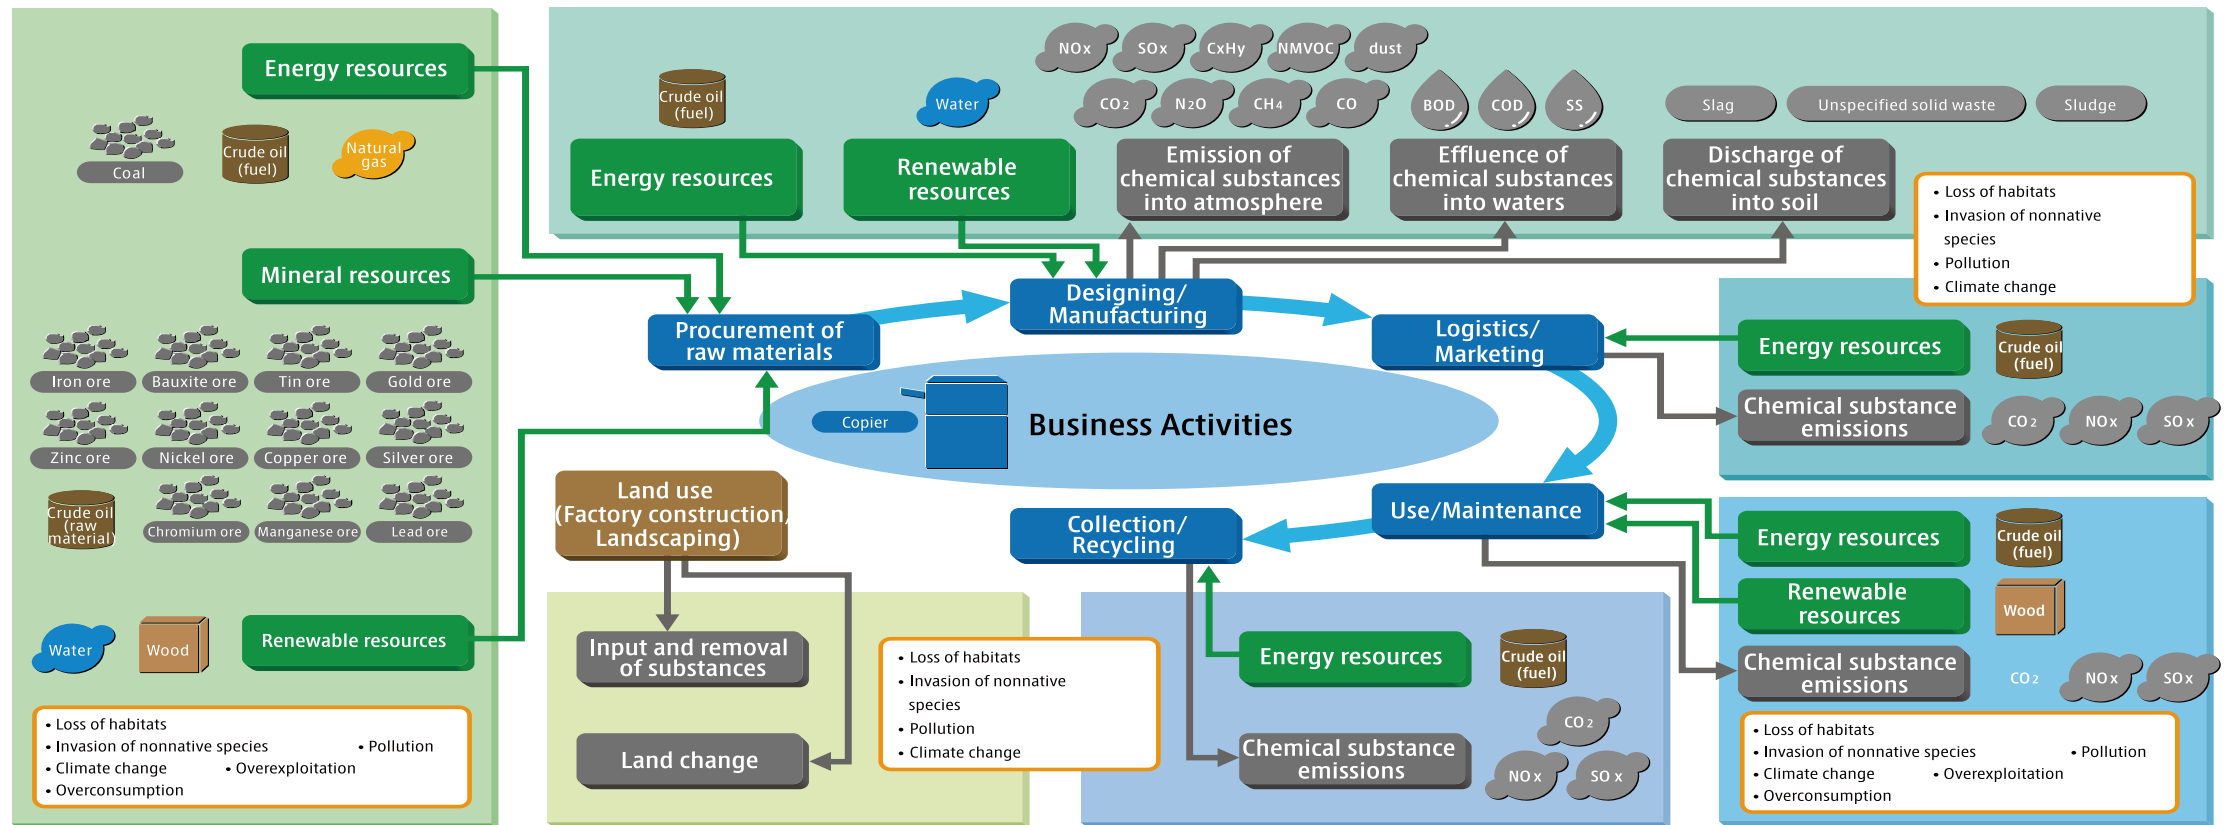 Energy resources
Coal
Crude oil
(fuel)
Natural
gas
Mineral resources
Iron ore
Bauxite ore
Tin ore
Gold ore
Zinc ore
Nickel ore
Copper ore
Silver ore
Crude oil
(raw
material)
Chromium ore
Manganese ore
Lead ore
Water
Wood
Renewable resources
• Loss of habitats
• Invasion of nonnative species
• Pollution
• Climate change
• Overexploitation
• Overconsumption
Crude oil
(fuel)
Energy resources
Water
Renewable
resources
NOx
SOx
CxHy
NMVOC
dust
CO2
N2O
CH4
CO
Emission of
chemical substances
into atmosphere
BOD
COD
SS
Effluence of
chemical substances
into waters
Slag
Unspecified solid waste
Sludge
Discharge of
chemical substances
into soil
• Loss of habitats
• Invasion of nonnative
species
• Pollution
• Climate change
Procurement of
raw materials
Designing/
Manufacturing
Logistics/
Marketing
Energy resources
Crude oil
(fuel)
Chemical substance
emissions
CO2
NOx
SOx
Copier
Business Activities
Land use
(Factory construction/
Landscaping)
Collection/
Recycling
Use/Maintenance
Energy resources
Crude oil
(fuel)
Renewable
resources
Wood
Chemical substance
emissions
CO2
NOx
SOx
• Loss of habitats
• Invasion of nonnative species
• Pollution
• Climate change
• Overexploitation
• Overconsumption
Input and removal
of substances
Land change
• Loss of habitats
• Invasion of nonnative
species
• Pollution
• Climate change
Energy resources
Crude oil
(fuel)
Chemical substance
emissions
CO2
NOx
SOx